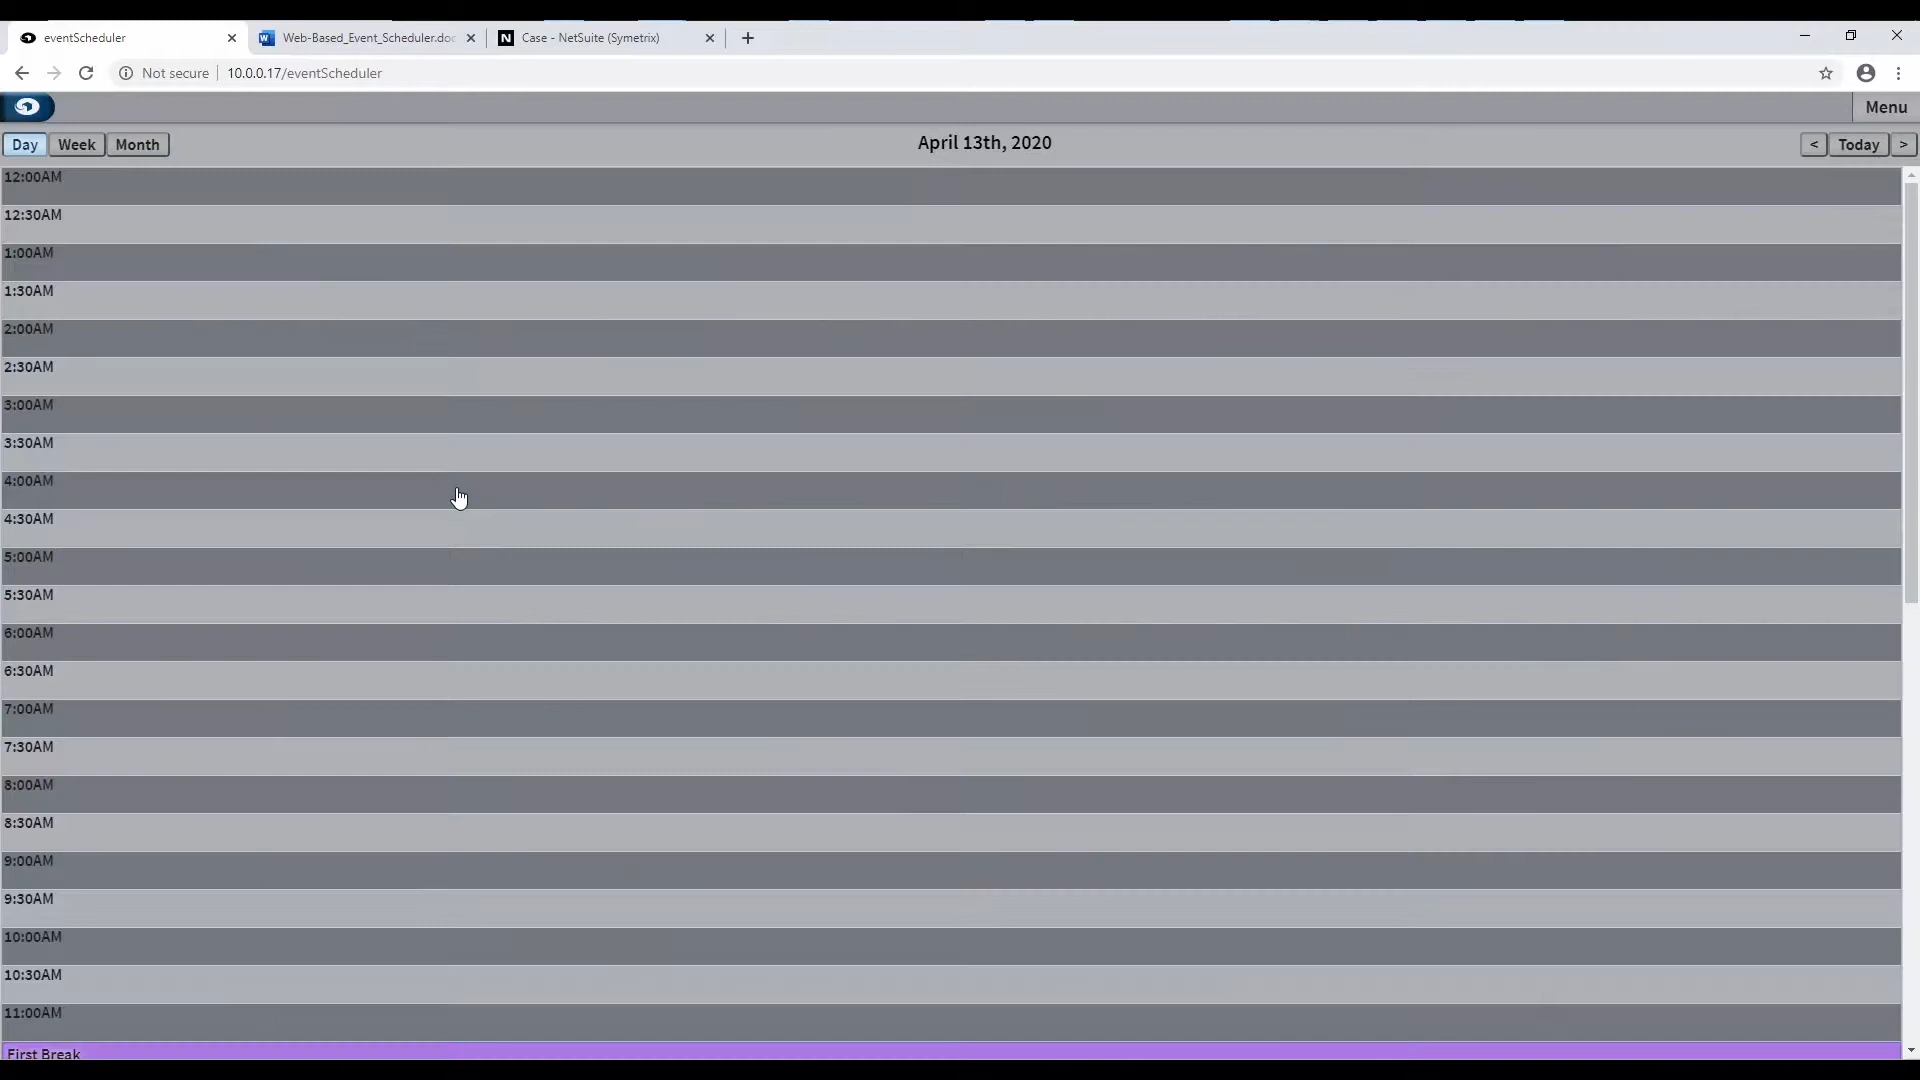 eventScheduler
Web-Based_Event_Scheduler.doc
Case - NetSuite (Symetrix)
Not secure
10.0.0.17/eventScheduler
Menu
Day
Week
Month
April 13th, 2020
<
Today
>
12:00AM
12:30AM
1:00AM
1:30AM
2:00AM
2:30AM
3:00AM
3:30AM
4:00AM
4:30AM
5:00AM
5:30AM
6:00AM
6:30AM
7:00AM
7:30AM
8:00AM
8:30AM
9:00AM
9:30AM
10:00AM
10:30AM
11:00AM
First Break